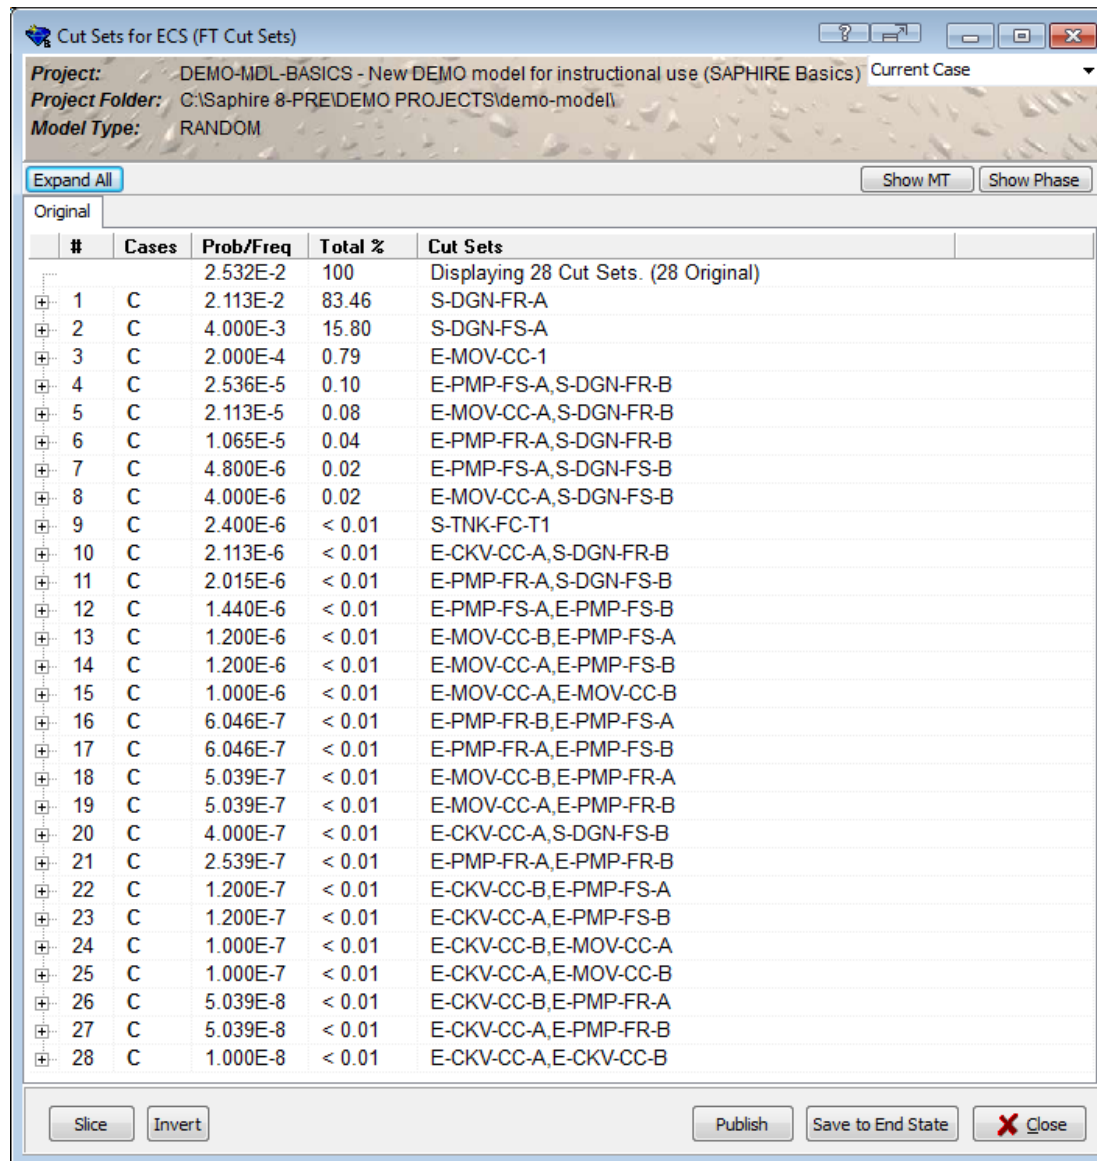 Cut Sets for ECS (FT Cut Sets)
Project: DEMO-MDL-BASICS - New DEMO model for instructional use (SAPHIRE Basics) Current Case
Project Folder: C:\Saphire 8-PRE\DEMO PROJECTS\demo-model\
Model Type: RANDOM
Expand All Show MT Show Phase
Original
# Cases Prob/Freq Total % Cut Sets
2.532E-2 100 Displaying 28 Cut Sets. (28 Original)
1 C 2.113E-2 83.46 S-DGN-FR-A
2 C 4.000E-3 15.80 S-DGN-FS-A
3 C 2.000E-4 0.79 E-MOV-CC-1
4 C 2.536E-5 0.10 E-PMP-FS-A,S-DGN-FR-B
5 C 2.113E-5 0.08 E-MOV-CC-A,S-DGN-FR-B
6 C 1.065E-5 0.04 E-PMP-FR-A,S-DGN-FR-B
7 C 4.800E-6 0.02 E-PMP-FS-A,S-DGN-FS-B
8 C 4.000E-6 0.02 E-MOV-CC-A,S-DGN-FS-B
9 C 2.400E-6 < 0.01 S-TNK-FC-T1
10 C 2.113E-6 < 0.01 E-CKV-CC-A,S-DGN-FR-B
11 C 2.015E-6 < 0.01 E-PMP-FR-A,S-DGN-FS-B
12 C 1.440E-6 < 0.01 E-PMP-FS-A,E-PMP-FS-B
13 C 1.200E-6 < 0.01 E-MOV-CC-B,E-PMP-FS-A
14 C 1.200E-6 < 0.01 E-MOV-CC-A,E-PMP-FS-B
15 C 1.000E-6 < 0.01 E-MOV-CC-A,E-MOV-CC-B
16 C 6.046E-7 < 0.01 E-PMP-FR-B,E-PMP-FS-A
17 C 6.046E-7 < 0.01 E-PMP-FR-A,E-PMP-FS-B
18 C 5.039E-7 < 0.01 E-MOV-CC-B,E-PMP-FR-A
19 C 5.039E-7 < 0.01 E-MOV-CC-A,E-PMP-FR-B
20 C 4.000E-7 < 0.01 E-CKV-CC-A,S-DGN-FS-B
21 C 2.539E-7 < 0.01 E-PMP-FR-A,E-PMP-FR-B
22 C 1.200E-7 < 0.01 E-CKV-CC-B,E-PMP-FS-A
23 C 1.200E-7 < 0.01 E-CKV-CC-A,E-PMP-FS-B
24 C 1.000E-7 < 0.01 E-CKV-CC-B,E-MOV-CC-A
25 C 1.000E-7 < 0.01 E-CKV-CC-A,E-MOV-CC-B
26 C 5.039E-8 < 0.01 E-CKV-CC-B,E-PMP-FR-A
27 C 5.039E-8 < 0.01 E-CKV-CC-A,E-PMP-FR-B
28 C 1.000E-8 < 0.01 E-CKV-CC-A,E-CKV-CC-B
Slice Invert Publish Save to End State Close